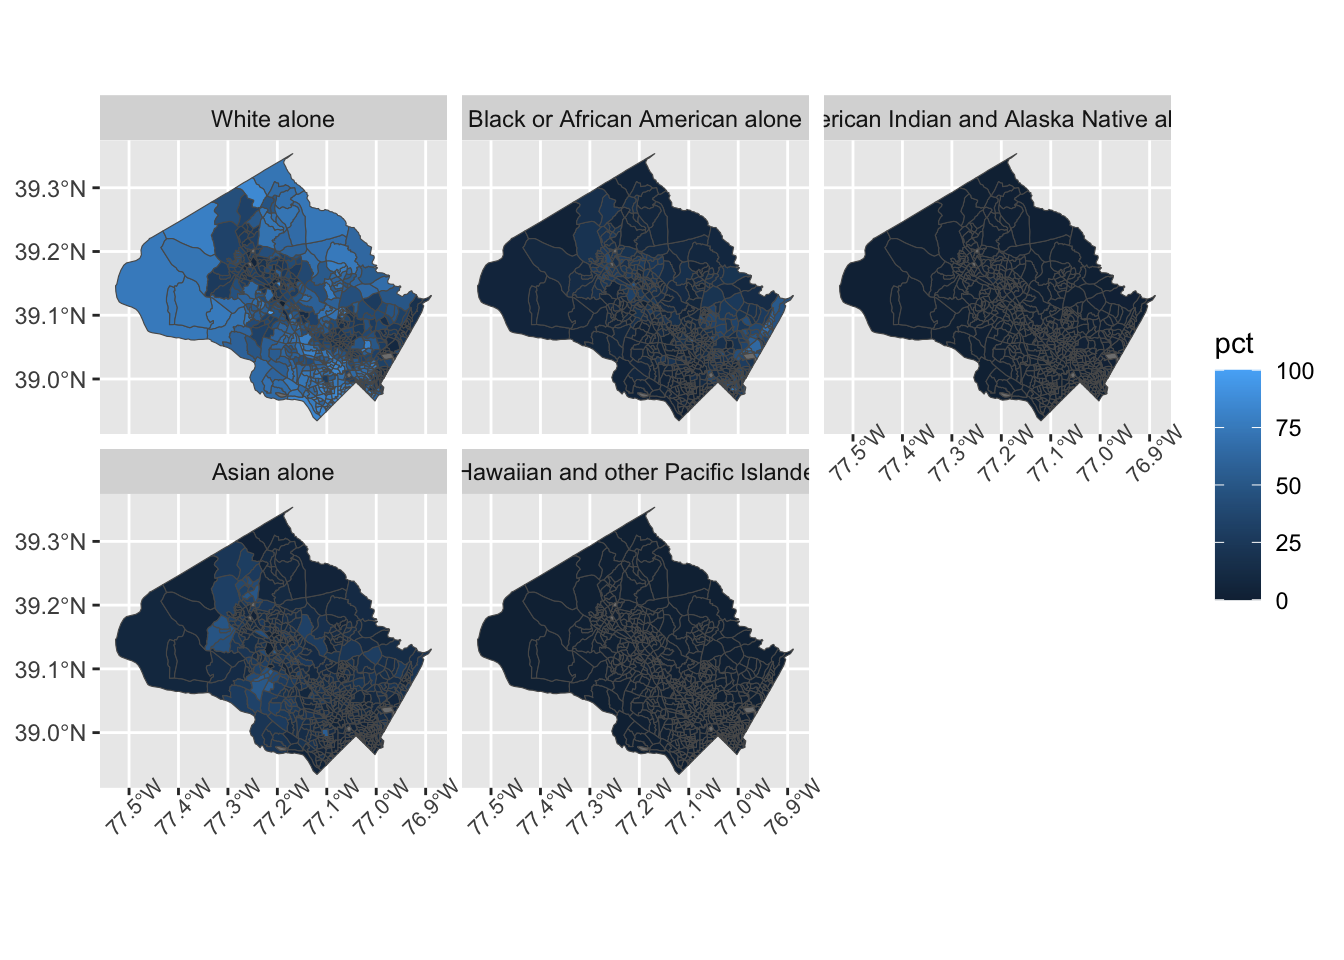 White alone
Black or African American alone
erican Indian and Alaska Native al
39.3°N
39.2°N
39.1°N
39.0°N
77.5°W
77.4°W
77.3°W
77.2°W
77.1°W
77.0°W
76.9°W
pct
100
75
50
25
0
Asian alone
Hawaiian and other Pacific Islande
39.3°N
39.2°N
39.1°N
39.0°N
77.5°W
77.4°W
77.3°W
77.2°W
77.1°W
77.0°W
76.9°W
77.5°W
77.4°W
77.3°W
77.2°W
77.1°W
77.0°W
76.9°W